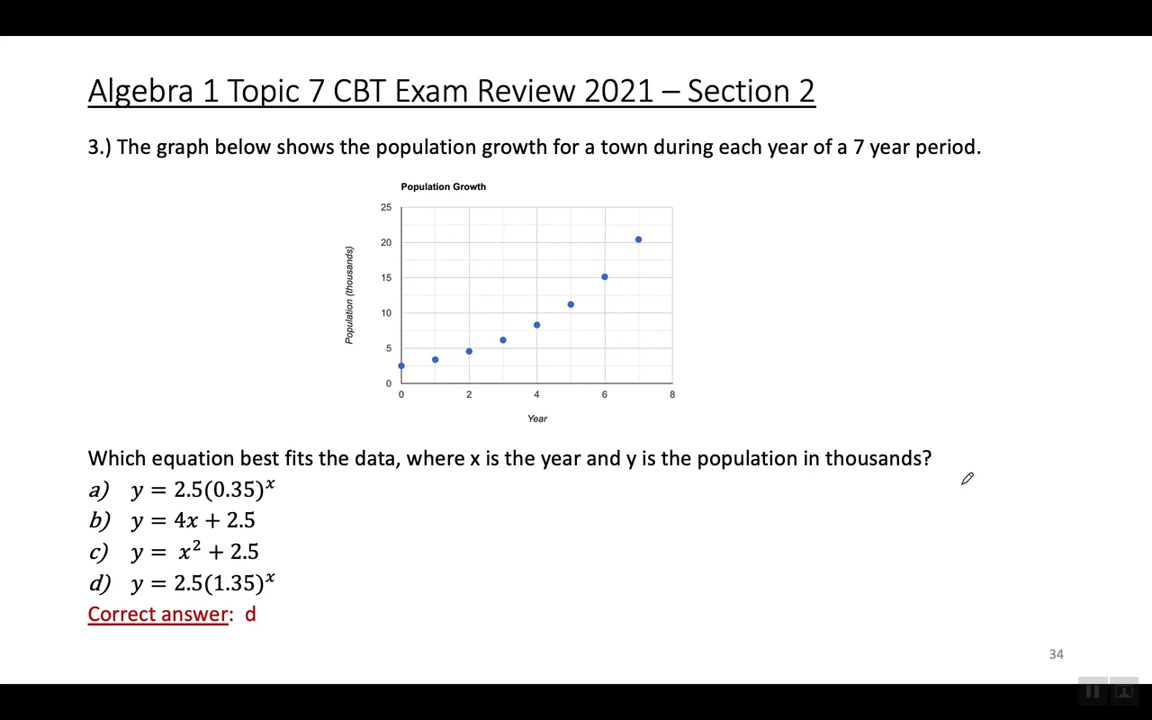 Algebra 1 Topic 7 CBT Exam Review 2021 – Section 2
3.) The graph below shows the population growth for a town during each year of a 7 year period.
Population Growth
25
20
15
10
5
0
Population (thousands)
0 2 4 6 8
Year
Which equation best fits the data, where x is the year and y is the population in thousands?
a) y = 2.5(0.35)ˣ
b) y = 4x + 2.5
c) y = x² + 2.5
d) y = 2.5(1.35)ˣ
Correct answer: d
34